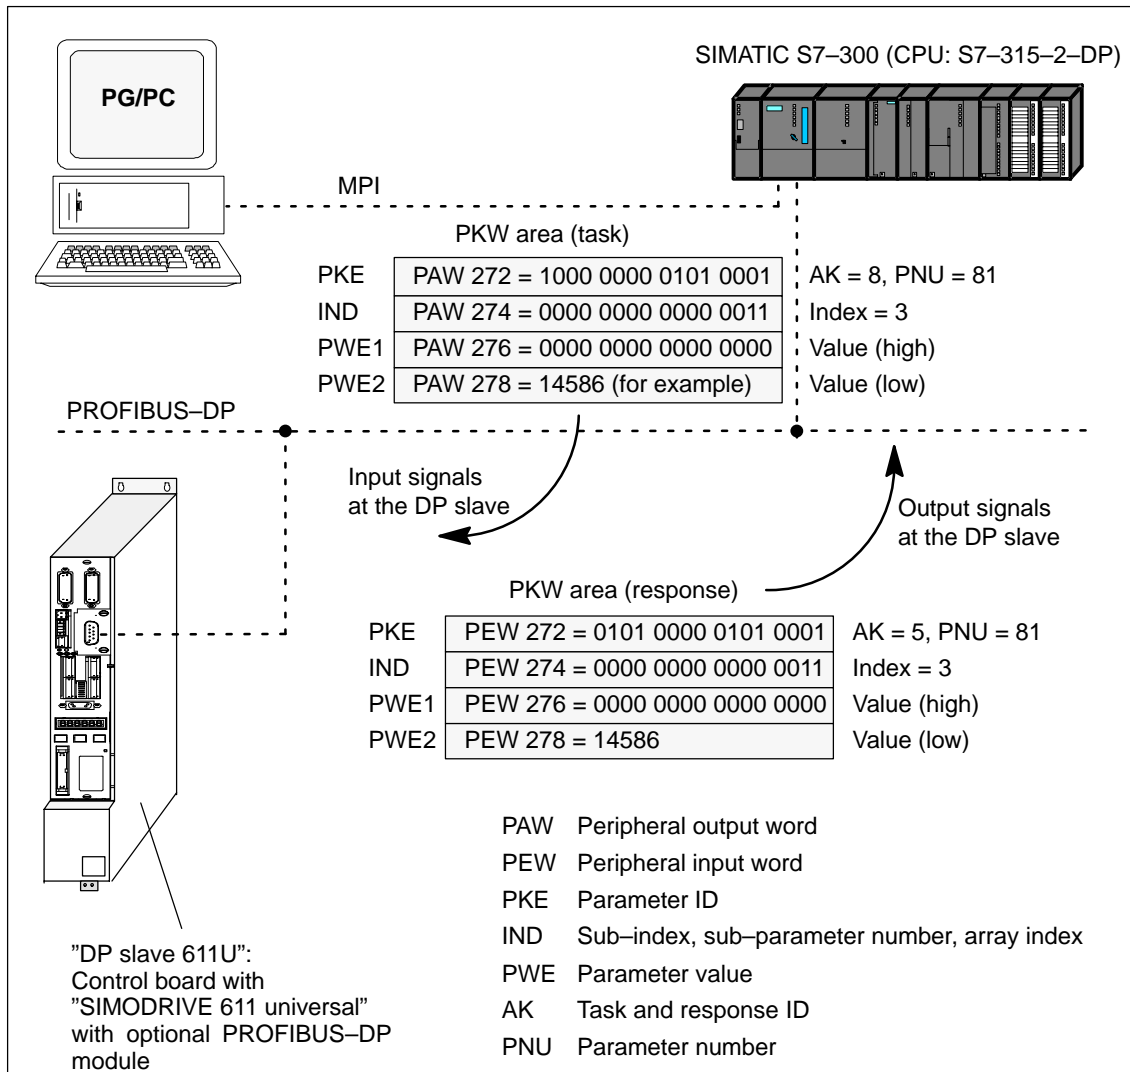 PG/PC
SIMATIC S7–300 (CPU: S7–315–2–DP)
MPI
PKW area (task)
PKE PAW 272 = 1000 0000 0101 0001 AK = 8, PNU = 81
IND PAW 274 = 0000 0000 0000 0011 Index = 3
PWE1 PAW 276 = 0000 0000 0000 0000 Value (high)
PWE2 PAW 278 = 14586 (for example) Value (low)
PROFIBUS–DP
Input signals
at the DP slave
Output signals
at the DP slave
PKW area (response)
PKE PEW 272 = 0101 0000 0101 0001 AK = 5, PNU = 81
IND PEW 274 = 0000 0000 0000 0011 Index = 3
PWE1 PEW 276 = 0000 0000 0000 0000 Value (high)
PWE2 PEW 278 = 14586 Value (low)
PAW Peripheral output word
PEW Peripheral input word
PKE Parameter ID
IND Sub–index, sub–parameter number, array index
PWE Parameter value
AK Task and response ID
PNU Parameter number
”DP slave 611U”:
Control board with
”SIMODRIVE 611 universal”
with optional PROFIBUS–DP
module